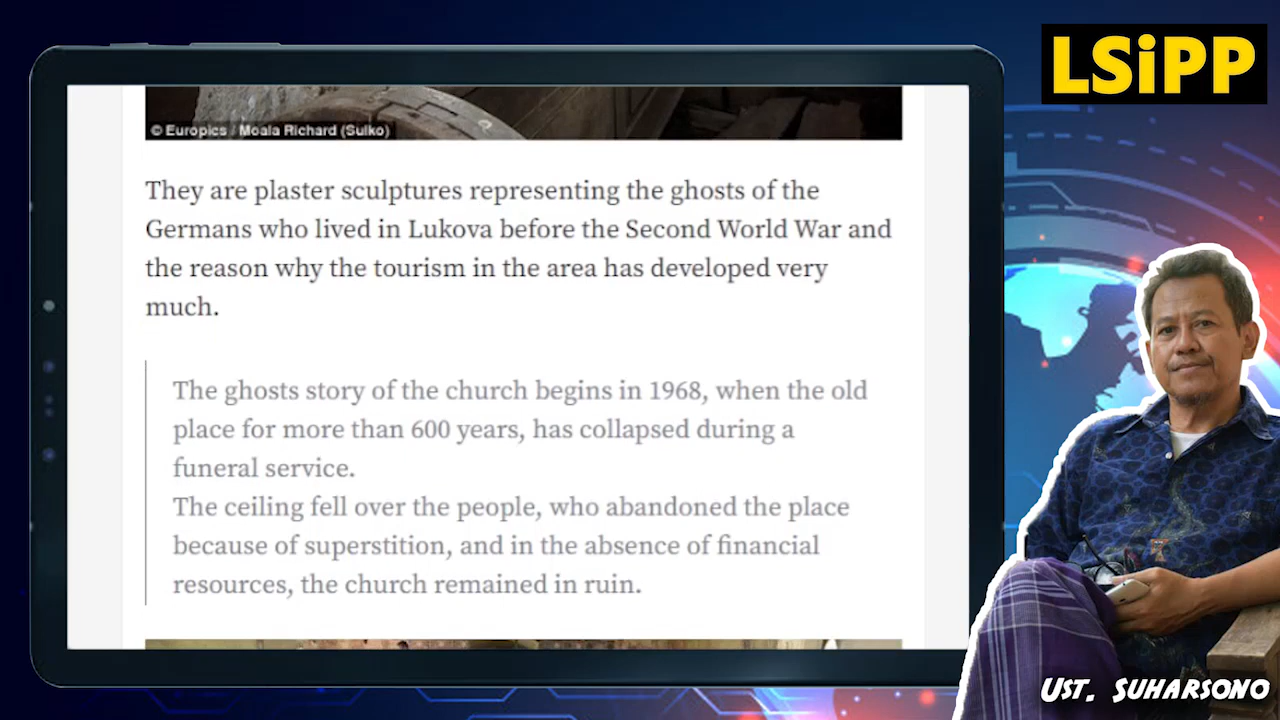 LSiPP
© Europics / Moala Richard (Sulko)
They are plaster sculptures representing the ghosts of the
Germans who lived in Lukova before the Second World War and
the reason why the tourism in the area has developed very
much.
The ghosts story of the church begins in 1968, when the old
place for more than 600 years, has collapsed during a
funeral service.
The ceiling fell over the people, who abandoned the place
because of superstition, and in the absence of financial
resources, the church remained in ruin.
UST. SUHARSONO